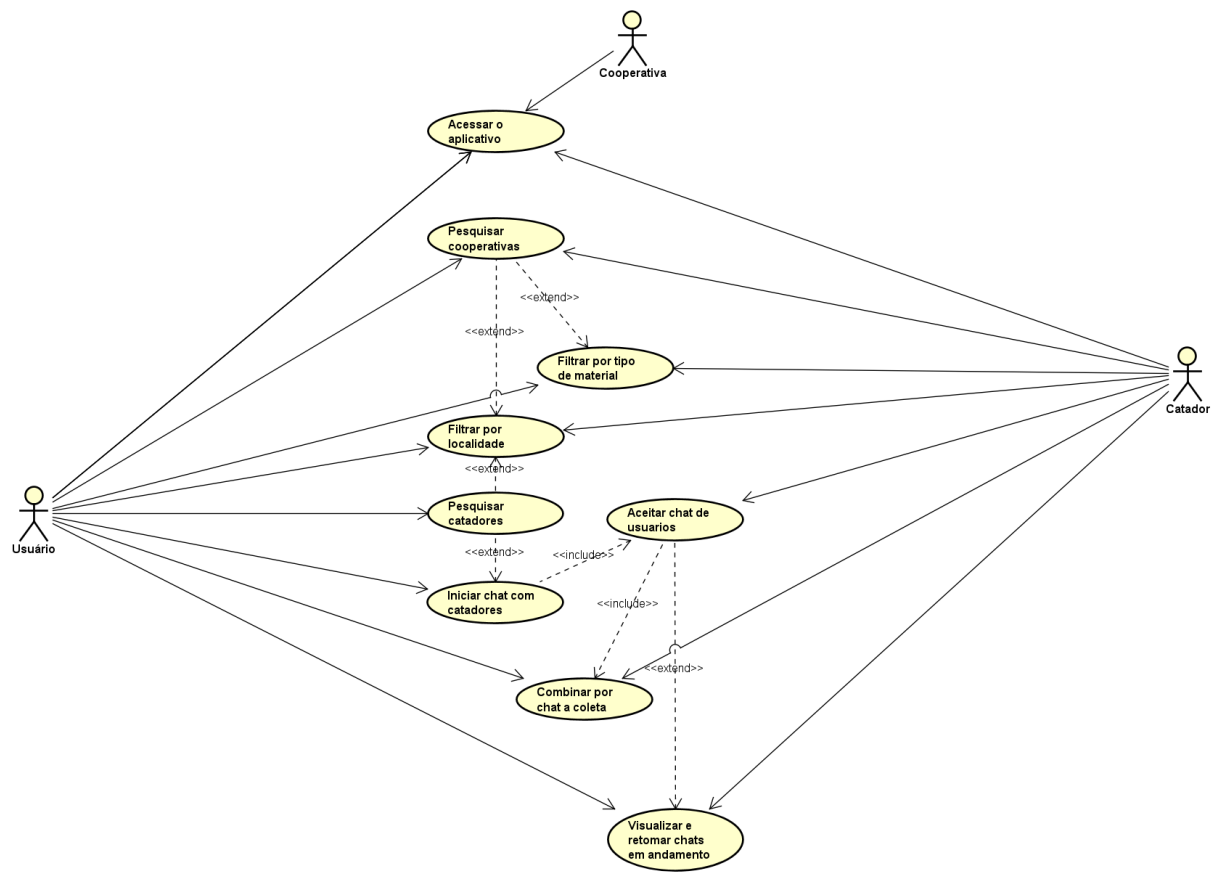 Cooperativa
Acessar o
aplicativo
Pesquisar
cooperativas
<<extend>>
<<extend>>
Filtrar por tipo
de material
Catador
Filtrar por
localidade
<<extend>>
Usuário
Pesquisar
catadores
Aceitar chat de
usuarios
<<extend>>
<<include>>
Iniciar chat com
catadores
<<include>>
<<extend>>
Combinar por
chat a coleta
Visualizar e
retomar chats
em andamento